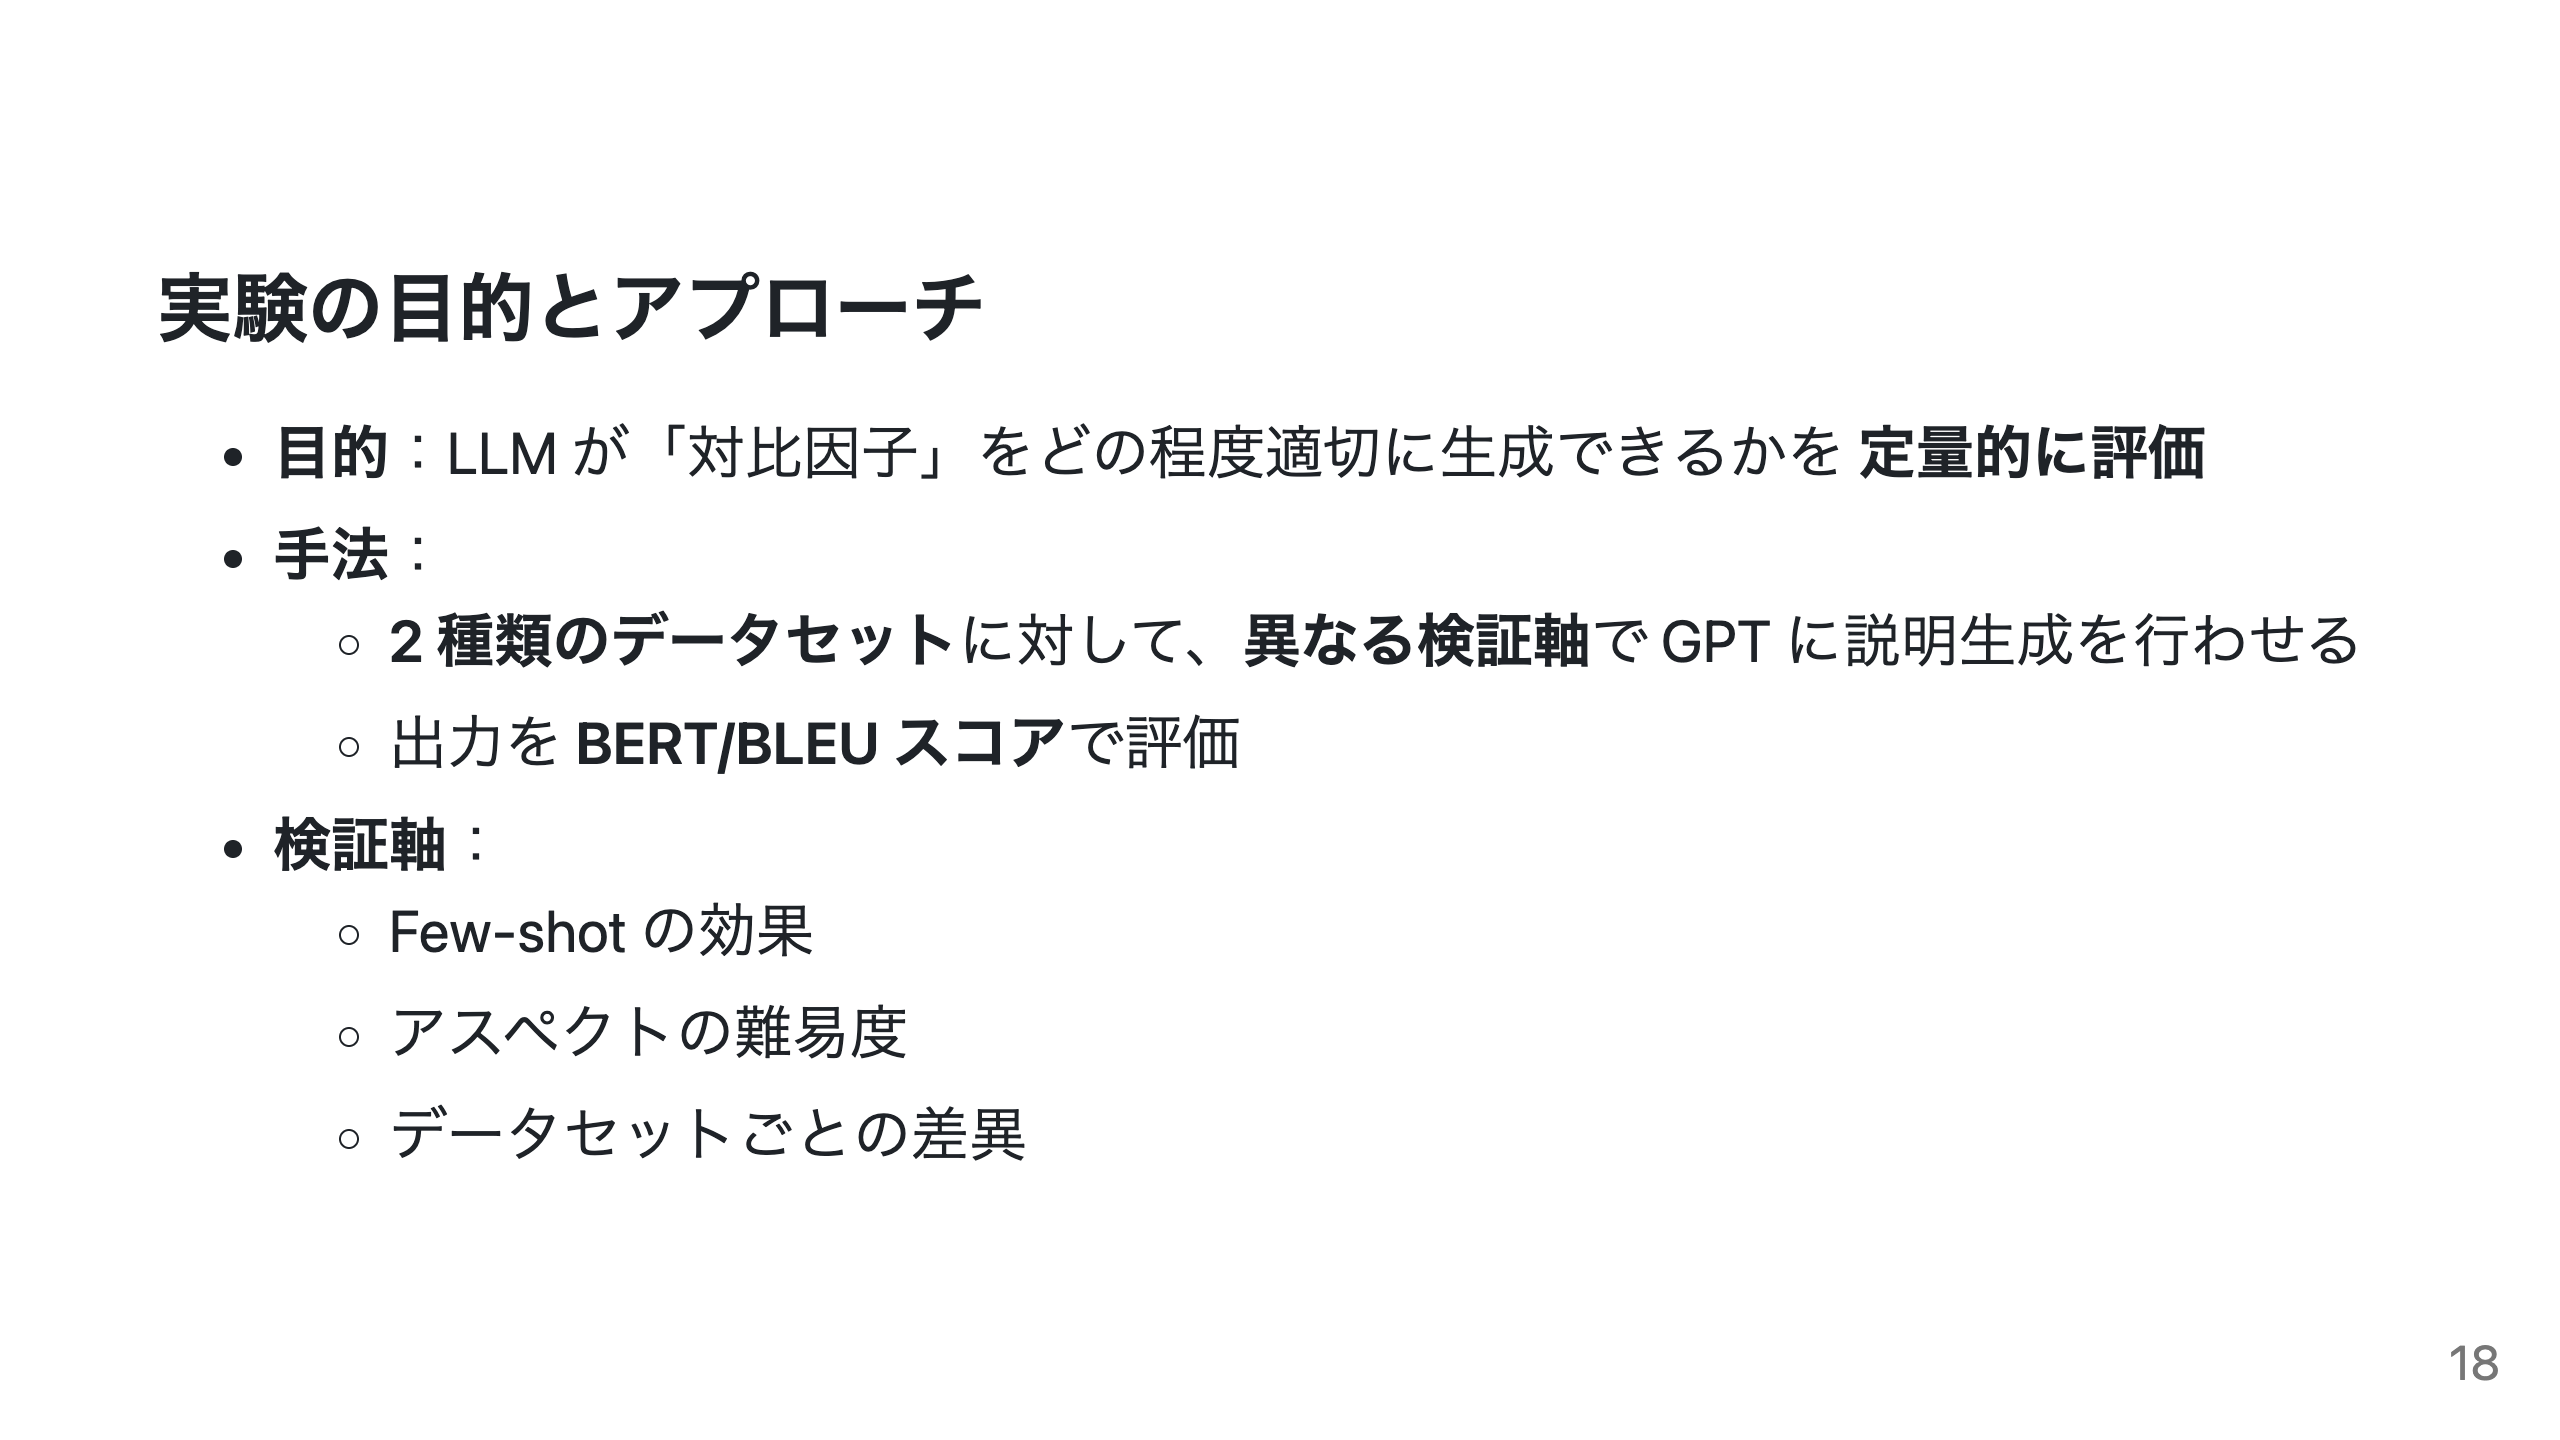 実験の目的とアプローチ
• 目的：LLM が「対比因子」をどの程度適切に生成できるかを 定量的に評価
• 手法：
○ 2 種類のデータセットに対して、異なる検証軸で GPT に説明生成を行わせる
○ 出力を BERT/BLEU スコアで評価
• 検証軸：
○ Few-shot の効果
○ アスペクトの難易度
○ データセットごとの差異
18